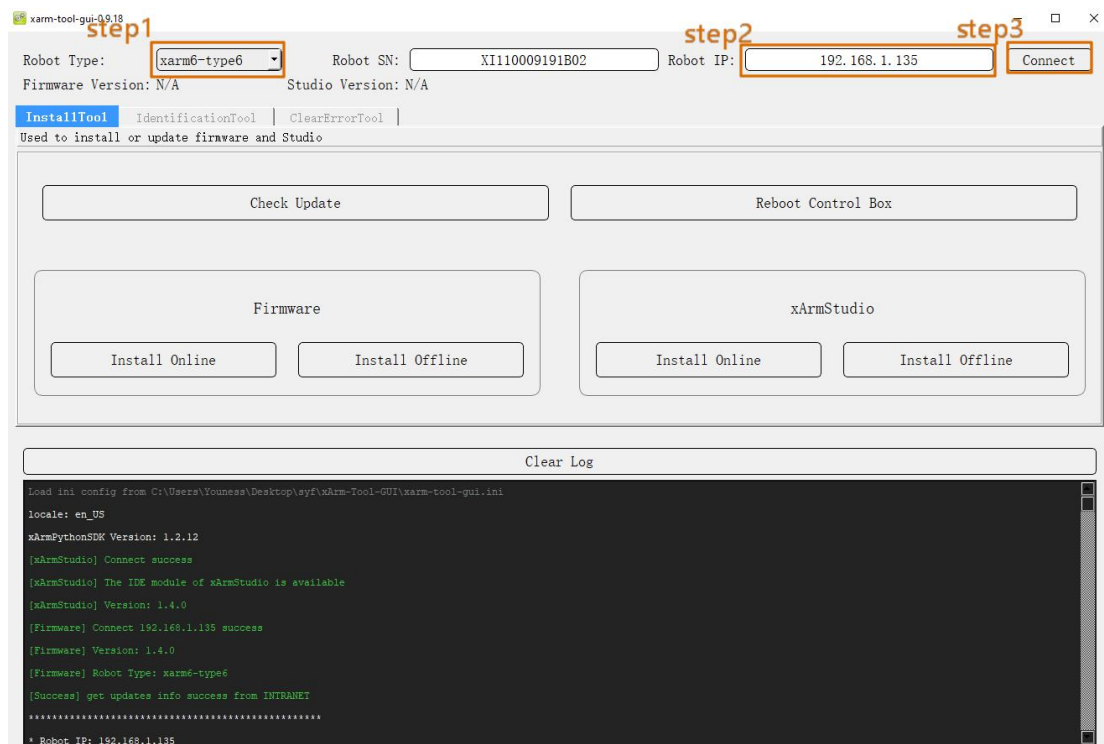 xarm-tool-gui-0.9.18
step1
step2
step3
Robot Type: xarm6-type6 Robot SN: XI110009191B02 Robot IP: 192.168.1.135 Connect
Firmware Version: N/A Studio Version: N/A
InstallTool IdentificationTool ClearErrorTool
Used to install or update firmware and Studio
Check Update Reboot Control Box
Firmware xArmStudio
Install Online Install Offline Install Online Install Offline
Clear Log
Load ini config from C:\Users\Youness\Desktop\syf\xArm-Tool-GUI\xarm-tool-gui.ini
locale: en_US
xArmPythonSDK Version: 1.2.12
[xArmStudio] Connect success
[xArmStudio] The IDE module of xArmStudio is available
[xArmStudio] Version: 1.4.0
[Firmware] Connect 192.168.1.135 success
[Firmware] Version: 1.4.0
[Firmware] Robot Type: xarm6-type6
[Success] get updates info success from INTRANET
**************************************************
* Robot IP: 192.168.1.135